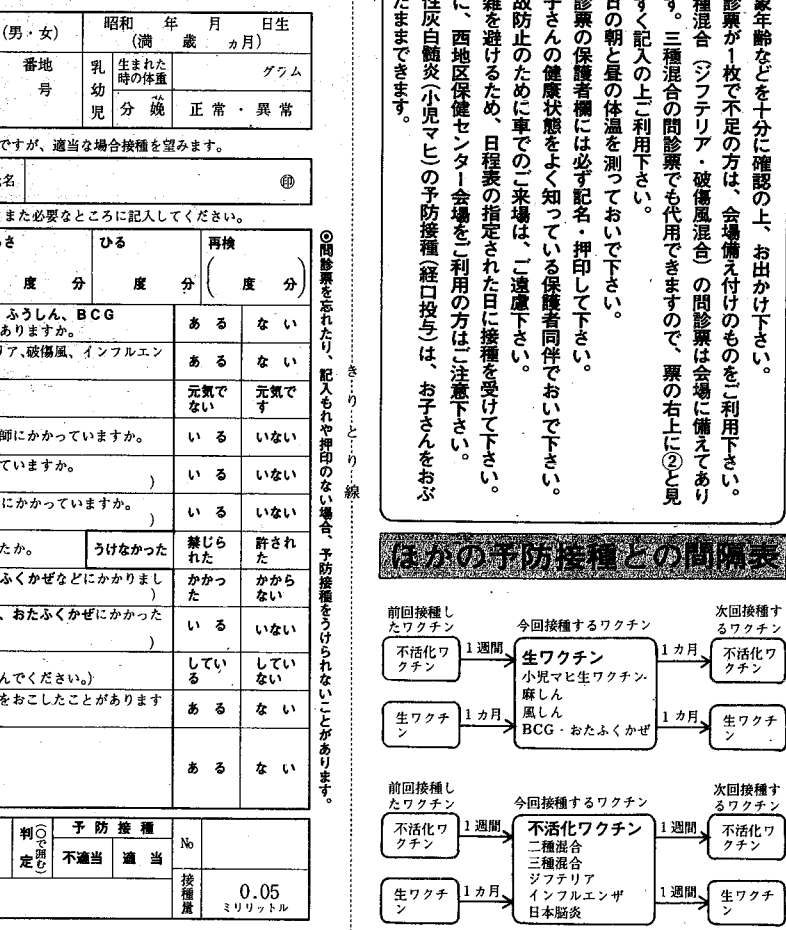 (男・女)
昭和　年　月　日生
(満　歳　ヵ月)
番地
号
乳幼児
生まれた時の体重
グラム
分娩
正常・異常
ですが、適当な場合接種を望みます。
名
㊞
また必要なところに記入してください。
さ
度　分
ひる
度　分
再検
(　度　分)
ふうしん、BCG
ありますか。
ある
ない
リア、破傷風、インフルエン
ある
ない
元気でない
元気です
師にかかっていますか。
いる
いない
ていますか。
)
いる
いない
にかかっていますか。
)
いる
いない
たか。
うけなかった
禁じられた
許された
ふくかぜなどにかかりまし
)
かかった
かからない
、おたふくかぜにかかった
)
いる
いない
んでください。)
している
していない
をおこしたことがあります
ある
ない
ある
ない
判定(○で囲む)
予防接種
不適当
適当
No
接種量
0.05
ミリリットル
◎問診票を忘れたり、記入もれや押印のない場合、予防接種をうけられないことがあります。
き…り…と…り…線
象年齢などを十分に確認の上、お出かけ下さい。
診票が1枚で不足の方は、会場備え付けのものをご利用下さい。
種混合（ジフテリア・破傷風混合）の問診票は会場に備えてあり
す。三種混合の問診票でも代用できますので、票の右上に②と見
すく記入の上ご利用下さい。
日の朝と昼の体温を測っておいで下さい。
診票の保護者欄には必ず記名・押印して下さい。
子さんの健康状態をよく知っている保護者同伴でおいで下さい。
故防止のために車でのご来場は、ご遠慮下さい。
雑を避けるため、日程表の指定された日に接種を受けて下さい。
に、西地区保健センター会場をご利用の方はご注意下さい。
性灰白髄炎(小児マヒ)の予防接種(経口投与)は、お子さんをおぶ
たままできます。
ほかの予防接種との間隔表
前回接種したワクチン
今回接種するワクチン
次回接種するワクチン
不活化ワクチン
1週間
生ワクチン
小児マヒ生ワクチン
麻しん
風しん
BCG・おたふくかぜ
1ヵ月
不活化ワクチン
生ワクチン
1ヵ月
1ヵ月
生ワクチン
前回接種したワクチン
今回接種するワクチン
次回接種するワクチン
不活化ワクチン
1週間
不活化ワクチン
二種混合
三種混合
ジフテリア
インフルエンザ
日本脳炎
1週間
不活化ワクチン
生ワクチン
1ヵ月
1週間
生ワクチン